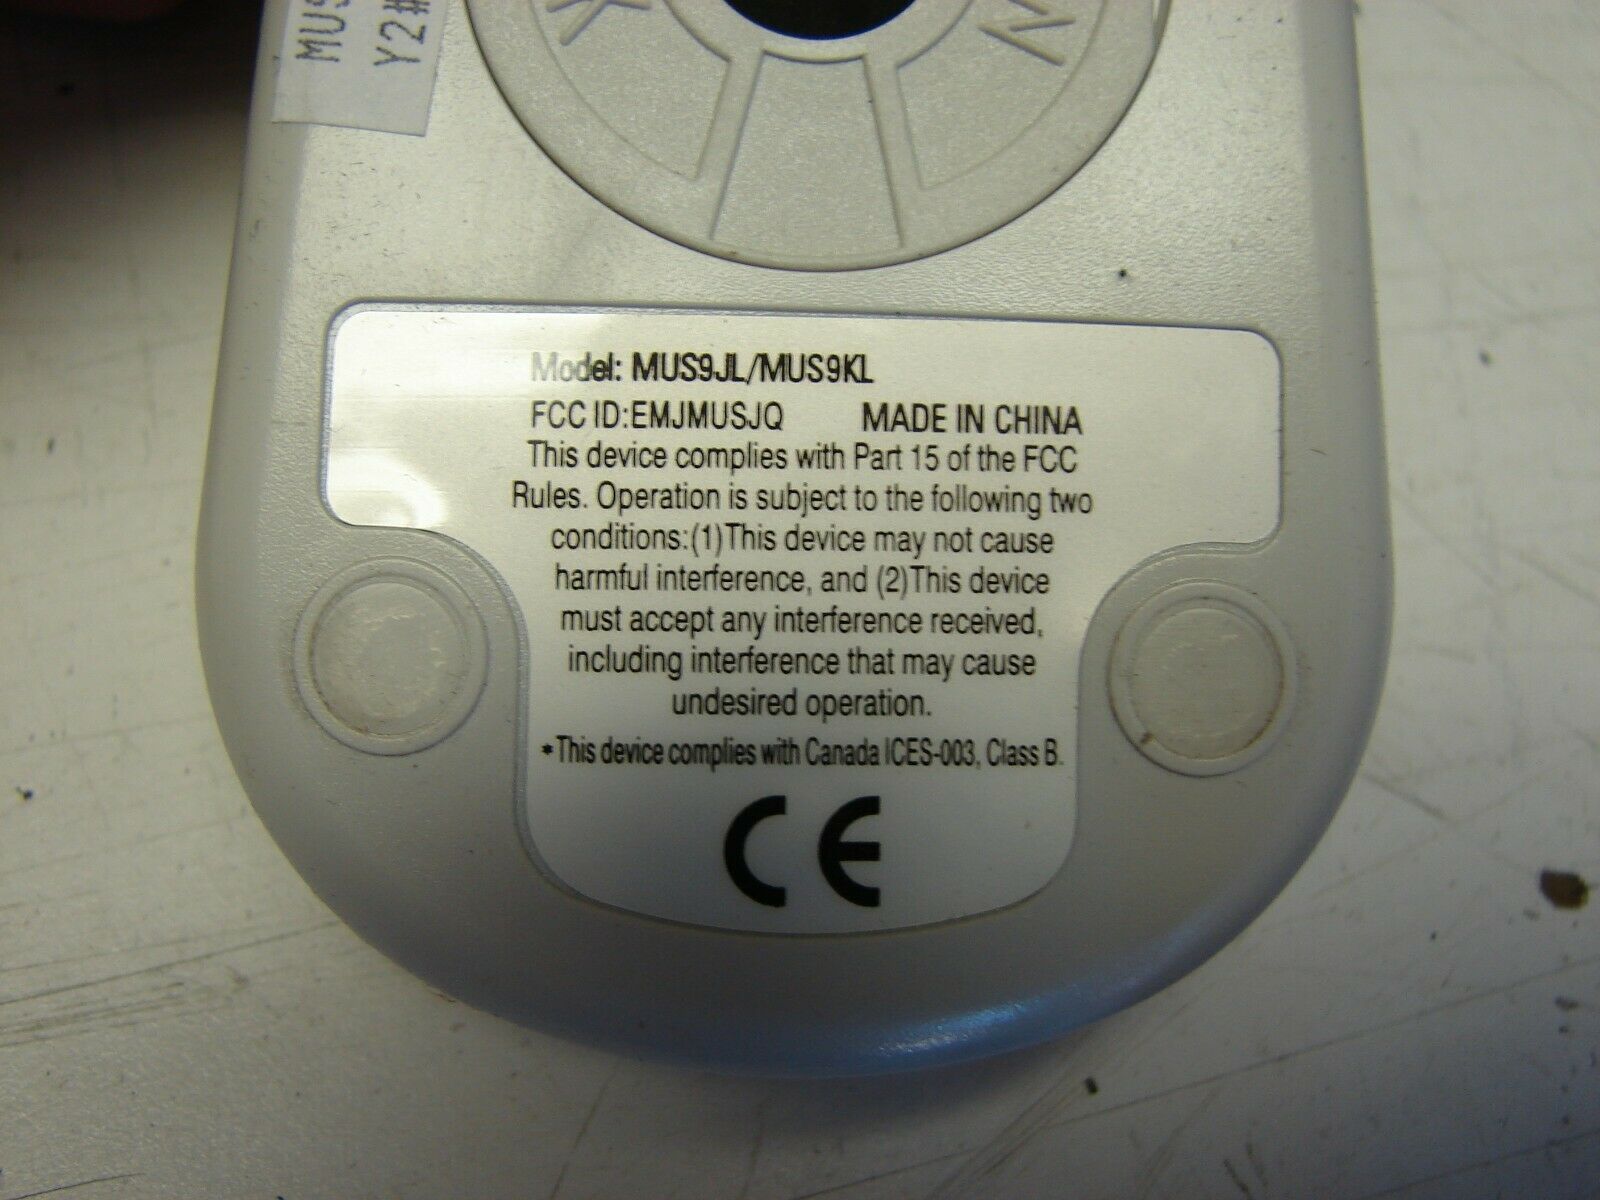 MUS
Y2#
K
W
Model: MUS9JL/MUS9KL
FCC ID:EMJMUSJQ MADE IN CHINA
This device complies with Part 15 of the FCC
Rules. Operation is subject to the following two
conditions:(1)This device may not cause
harmful interference, and (2)This device
must accept any interference received,
including interference that may cause
undesired operation.
*This device complies with Canada ICES-003, Class B.
CE